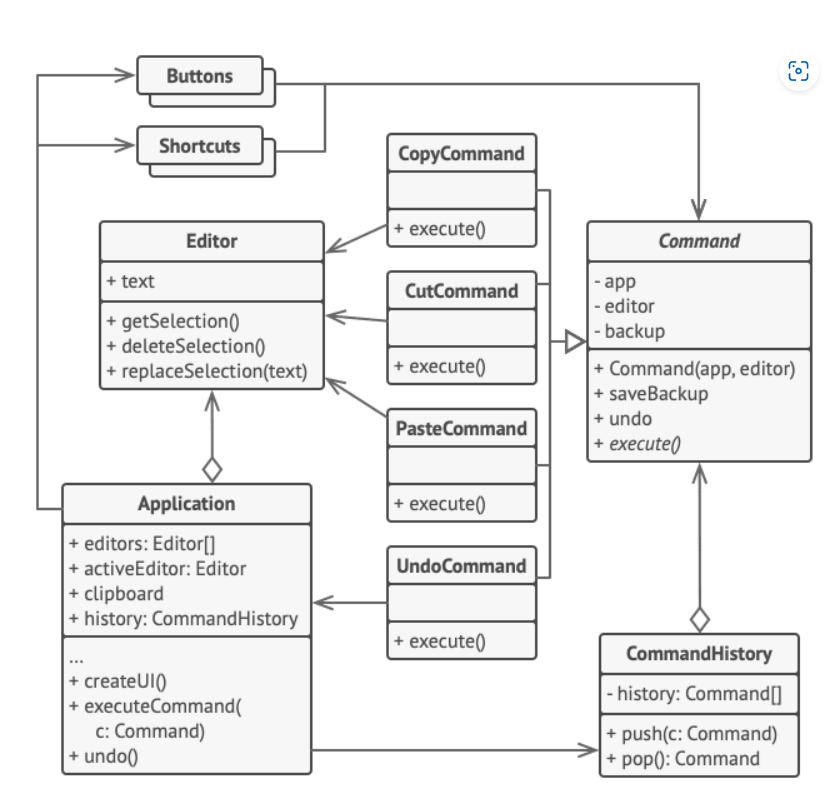 Buttons
Shortcuts
CopyCommand
+ execute()
Editor
+ text
+ getSelection()
+ deleteSelection()
+ replaceSelection(text)
CutCommand
+ execute()
Command
- app
- editor
- backup
+ Command(app, editor)
+ saveBackup
+ undo
+ execute()
PasteCommand
+ execute()
Application
+ editors: Editor[]
+ activeEditor: Editor
+ clipboard
+ history: CommandHistory
...
+ createUI()
+ executeCommand(
c: Command)
+ undo()
UndoCommand
+ execute()
CommandHistory
- history: Command[]
+ push(c: Command)
+ pop(): Command